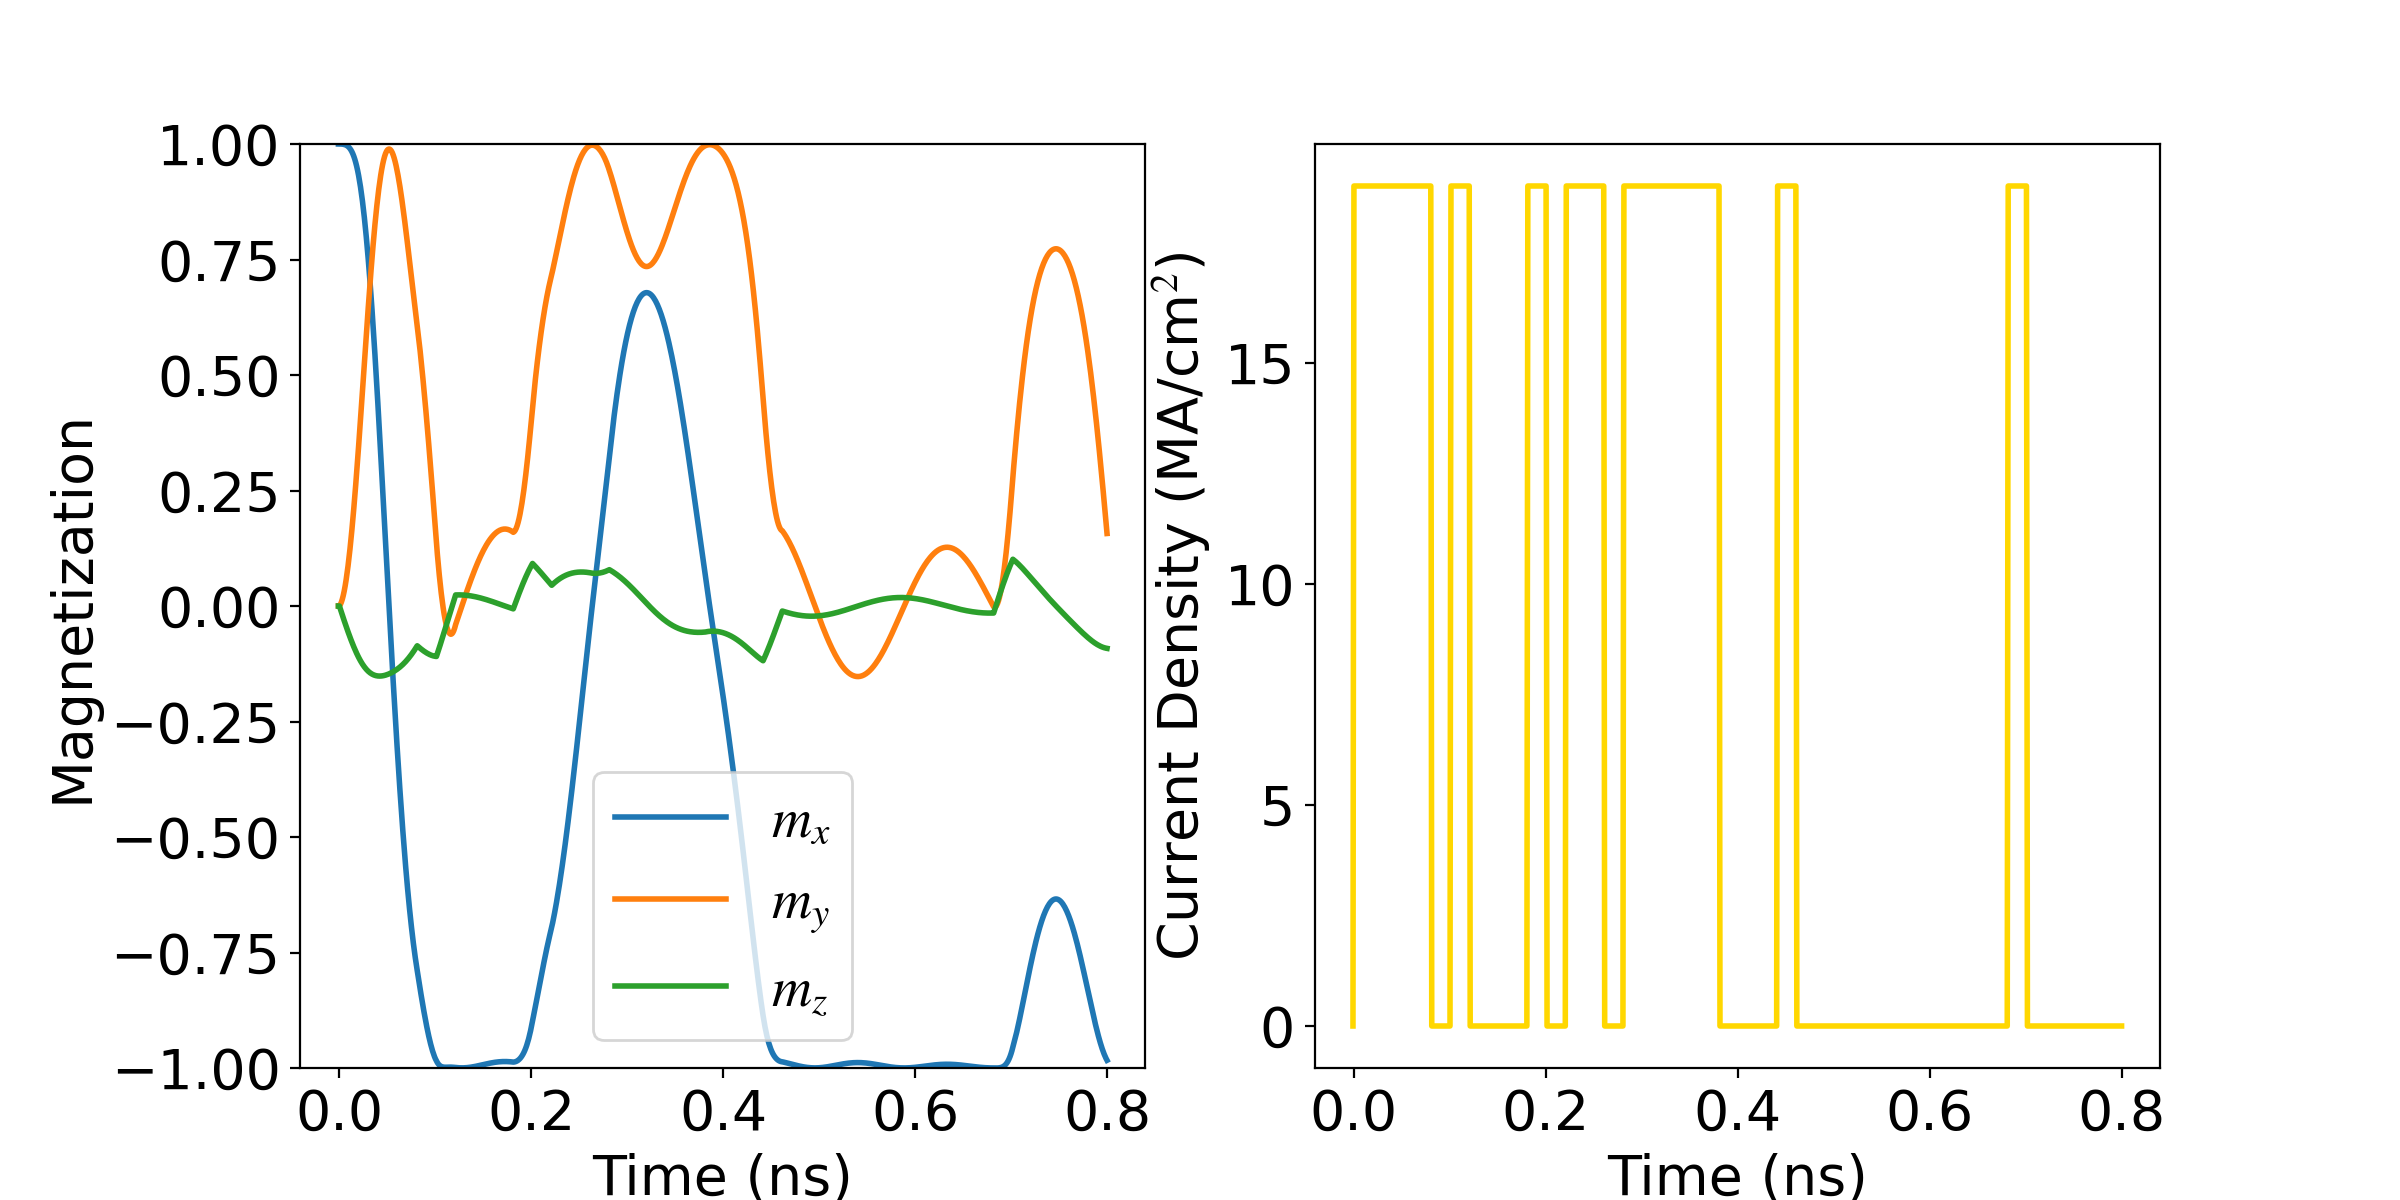 Magnetization
1.00
0.75
0.50
0.25
0.00
−0.25
−0.50
−0.75
−1.00
0.0 0.2 0.4 0.6 0.8
Time (ns)
m_x
m_y
m_z
Current Density (MA/cm²)
15
10
5
0
0.0 0.2 0.4 0.6 0.8
Time (ns)